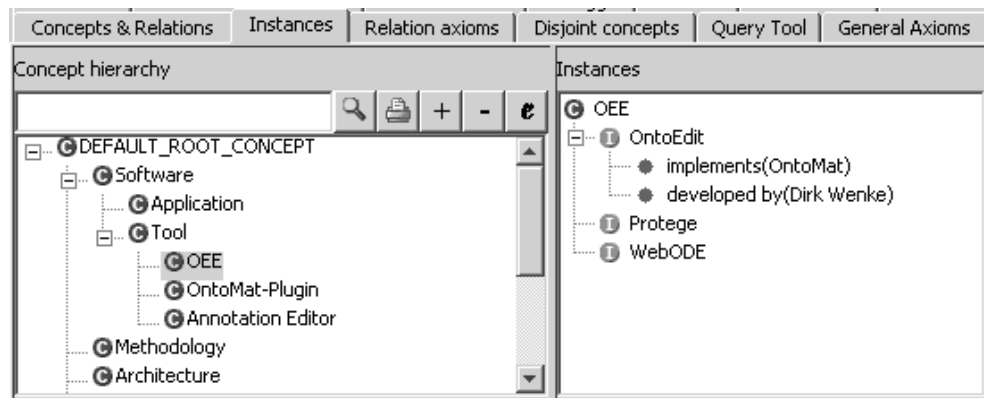 Concepts & Relations Instances Relation axioms Disjoint concepts Query Tool General Axioms
Concept hierarchy
+ - e
DEFAULT_ROOT_CONCEPT
Software
Application
Tool
OEE
OntoMat-Plugin
Annotation Editor
Methodology
Architecture
Instances
OEE
OntoEdit
implements(OntoMat)
developed by(Dirk Wenke)
Protege
WebODE